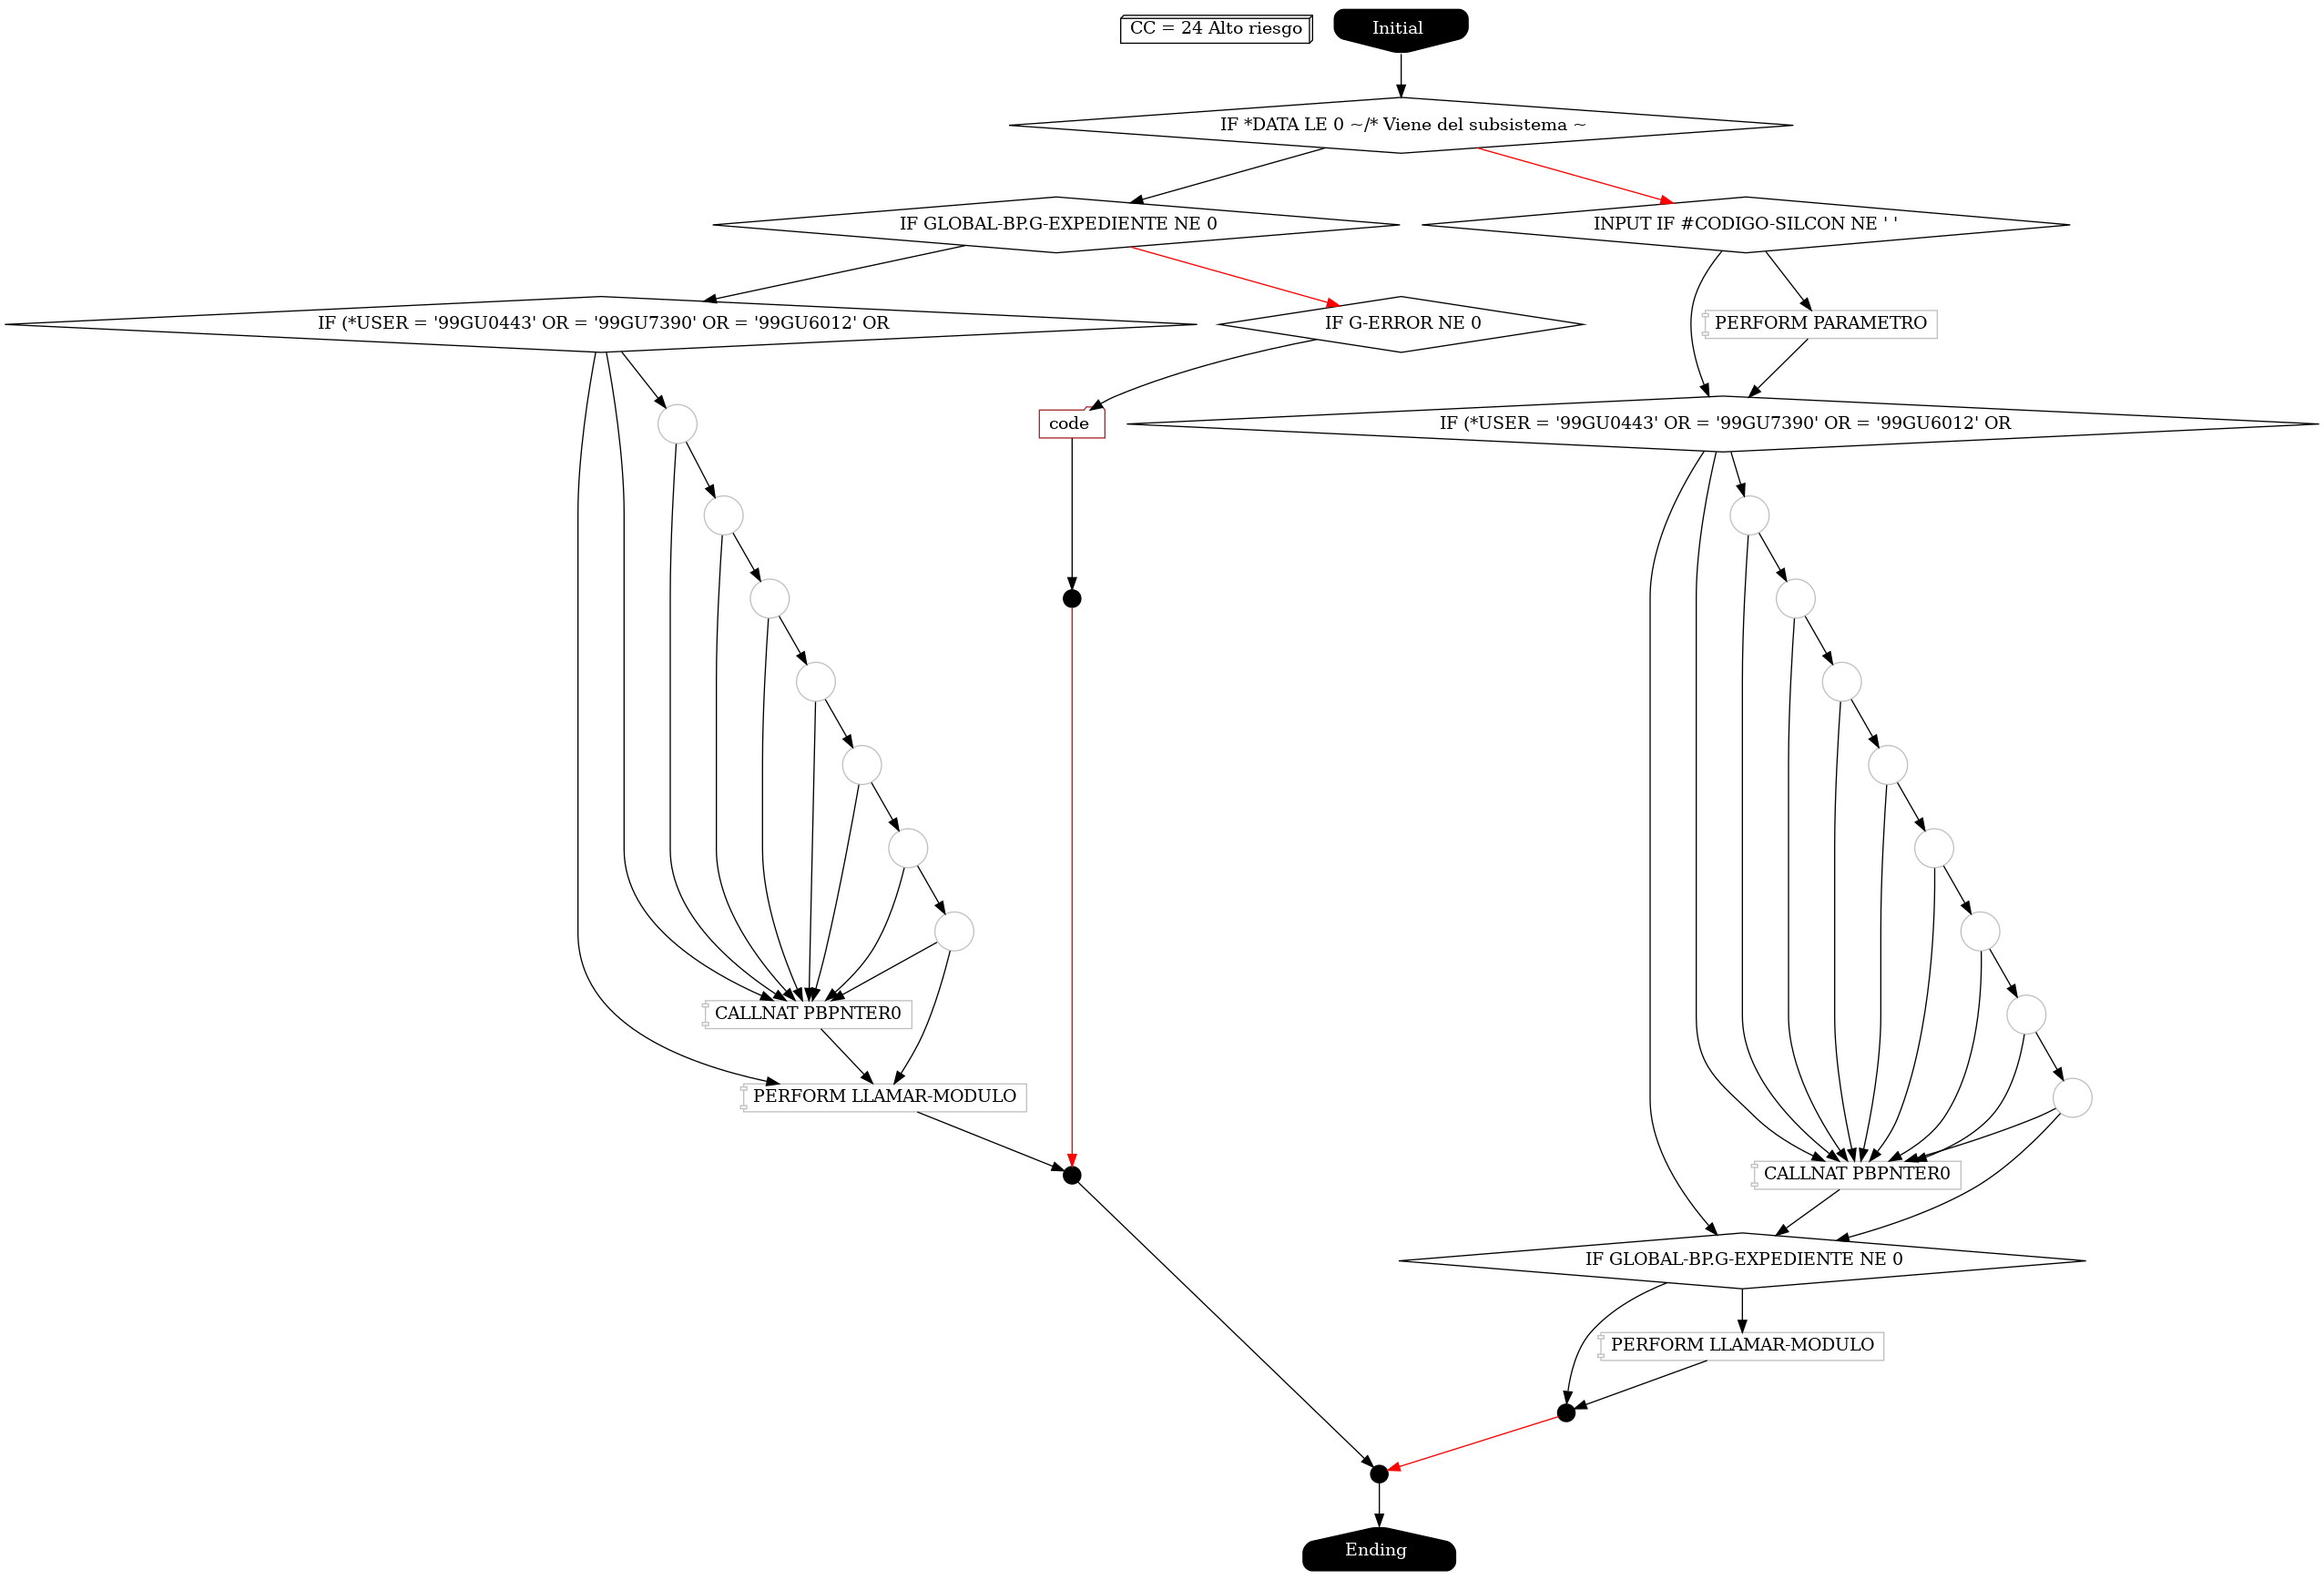 CC = 24 Alto riesgo
Initial
IF *DATA LE 0 ~/* Viene del subsistema ~
IF GLOBAL-BP.G-EXPEDIENTE NE 0
INPUT IF #CODIGO-SILCON NE ' '
IF (*USER = '99GU0443' OR = '99GU7390' OR = '99GU6012' OR
IF G-ERROR NE 0
PERFORM PARAMETRO
code
IF (*USER = '99GU0443' OR = '99GU7390' OR = '99GU6012' OR
CALLNAT PBPNTER0
PERFORM LLAMAR-MODULO
CALLNAT PBPNTER0
IF GLOBAL-BP.G-EXPEDIENTE NE 0
PERFORM LLAMAR-MODULO
Ending